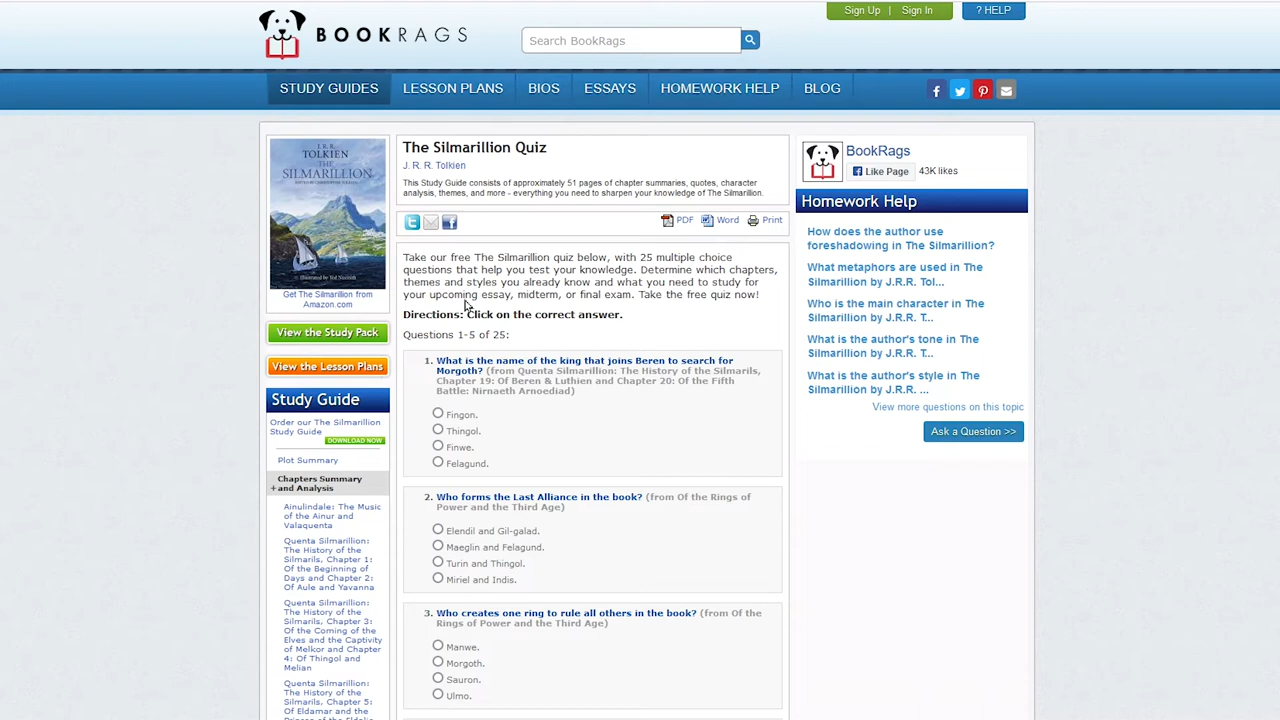 Sign Up | Sign In
? HELP
BOOKRAGS
Search BookRags
STUDY GUIDES
LESSON PLANS
BIOS
ESSAYS
HOMEWORK HELP
BLOG
J.R.R.
TOLKIEN
THE
SILMARILLION
Get The Silmarillion from
Amazon.com
View the Study Pack
View the Lesson Plans
Study Guide
Order our The Silmarillion
Study Guide
DOWNLOAD NOW
Plot Summary
Chapters Summary
+and Analysis
Ainulindale: The Music
of the Ainur and
Valaquenta
Quenta Silmarillion:
The History of the
Silmarils, Chapter 1:
Of the Beginning of
Days and Chapter 2:
Of Aule and Yavanna
Quenta Silmarillion:
The History of the
Silmarils, Chapter 3:
Of the Coming of the
Elves and the Captivity
of Melkor and Chapter
4: Of Thingol and
Melian
Quenta Silmarillion:
The History of the
Silmarils, Chapter 5:
Of Eldamar and the
The Silmarillion Quiz
J. R. R. Tolkien
This Study Guide consists of approximately 51 pages of chapter summaries, quotes, character
analysis, themes, and more - everything you need to sharpen your knowledge of The Silmarillion.
PDF
Word
Print
Take our free The Silmarillion quiz below, with 25 multiple choice
questions that help you test your knowledge. Determine which chapters,
themes and styles you already know and what you need to study for
your upcoming essay, midterm, or final exam. Take the free quiz now!
Directions: Click on the correct answer.
Questions 1-5 of 25:
1. What is the name of the king that joins Beren to search for
Morgoth? (from Quenta Silmarillion: The History of the Silmarils,
Chapter 19: Of Beren & Luthien and Chapter 20: Of the Fifth
Battle: Nirnaeth Arnoediad)
Fingon.
Thingol.
Finwe.
Felagund.
2. Who forms the Last Alliance in the book? (from Of the Rings of
Power and the Third Age)
Elendil and Gil-galad.
Maeglin and Felagund.
Turin and Thingol.
Miriel and Indis.
3. Who creates one ring to rule all others in the book? (from Of the
Rings of Power and the Third Age)
Manwe.
Morgoth.
Sauron.
Ulmo.
BookRags
Like Page
43K likes
Homework Help
How does the author use
foreshadowing in The Silmarillion?
What metaphors are used in The
Silmarillion by J.R.R. Tol...
Who is the main character in The
Silmarillion by J.R.R. T...
What is the author's tone in The
Silmarillion by J.R.R. T...
What is the author's style in The
Silmarillion by J.R.R. ...
View more questions on this topic
Ask a Question >>